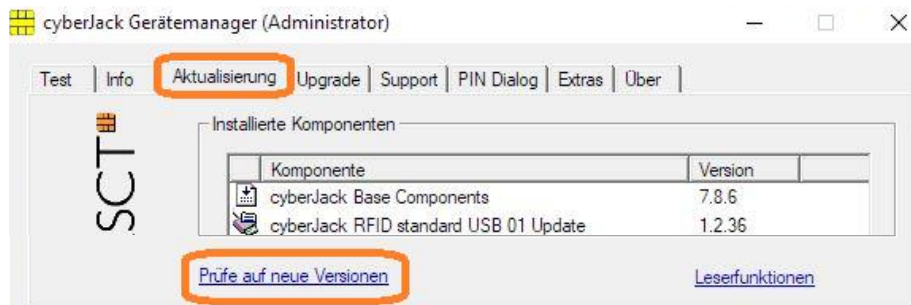 cyberJack Gerätemanager (Administrator)
Test Info Aktualisierung Upgrade Support PIN Dialog Extras Über
SCT
Installierte Komponenten
Komponente Version
cyberJack Base Components 7.8.6
cyberJack RFID standard USB 01 Update 1.2.36
Prüfe auf neue Versionen Leserfunktionen